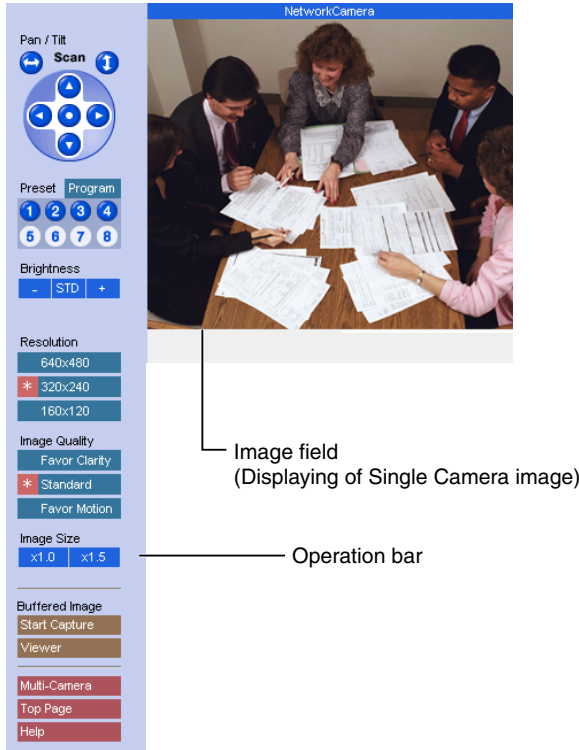 NetworkCamera
Pan / Tilt
Scan
Preset Program
1 2 3 4
5 6 7 8
Brightness
- STD +
Resolution
640x480
* 320x240
160x120
Image Quality
Favor Clarity
* Standard
Favor Motion
Image Size
x1.0 x1.5
Buffered Image
Start Capture
Viewer
Multi-Camera
Top Page
Help
Image field
(Displaying of Single Camera image)
Operation bar